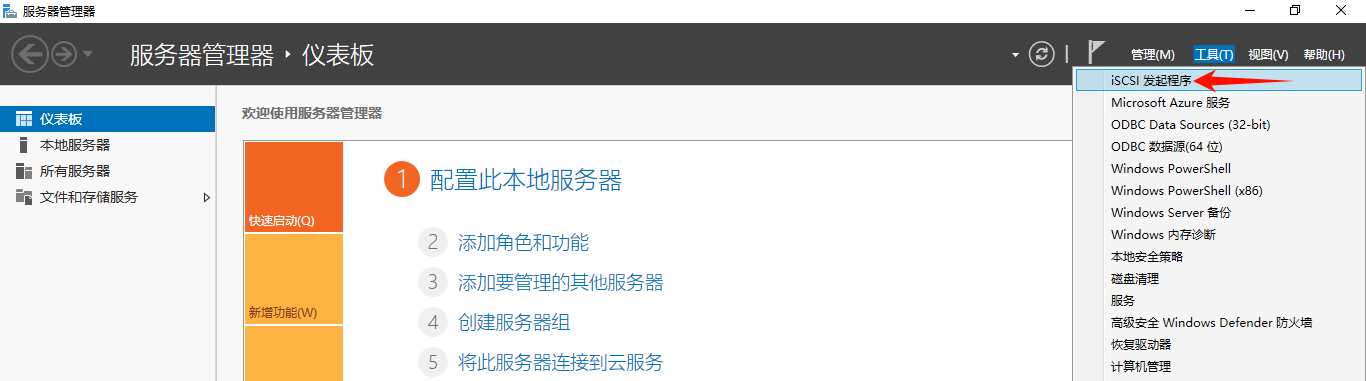 服务器管理器
服务器管理器 · 仪表板
管理(M) 工具(T) 视图(V) 帮助(H)
仪表板
本地服务器
所有服务器
文件和存储服务
欢迎使用服务器管理器
快速启动(Q)
新增功能(W)
1 配置此本地服务器
2 添加角色和功能
3 添加要管理的其他服务器
4 创建服务器组
5 将此服务器连接到云服务
iSCSI 发起程序
Microsoft Azure 服务
ODBC Data Sources (32-bit)
ODBC 数据源(64 位)
Windows PowerShell
Windows PowerShell (x86)
Windows Server 备份
Windows 内存诊断
本地安全策略
磁盘清理
服务
高级安全 Windows Defender 防火墙
恢复驱动器
计算机管理